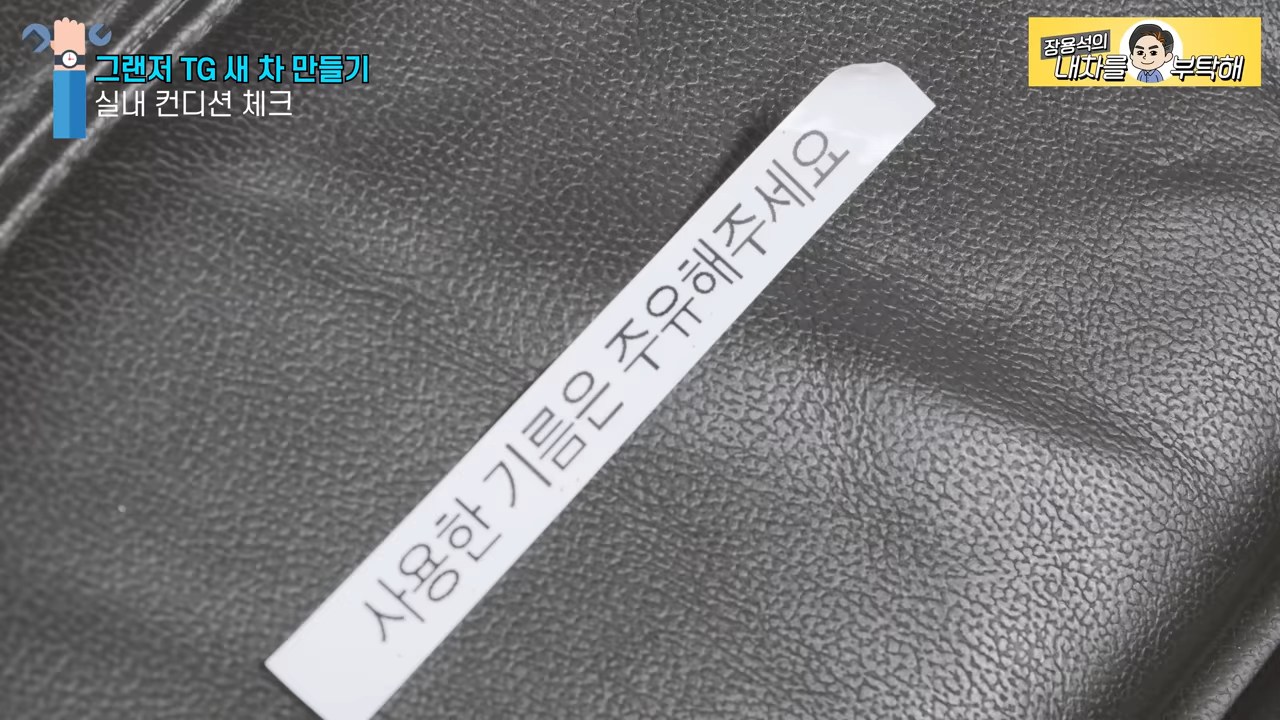 그랜저 TG 새 차 만들기
실내 컨디션 체크
장용석의
내차를 부탁해
사용한 기름은 주유해주세요